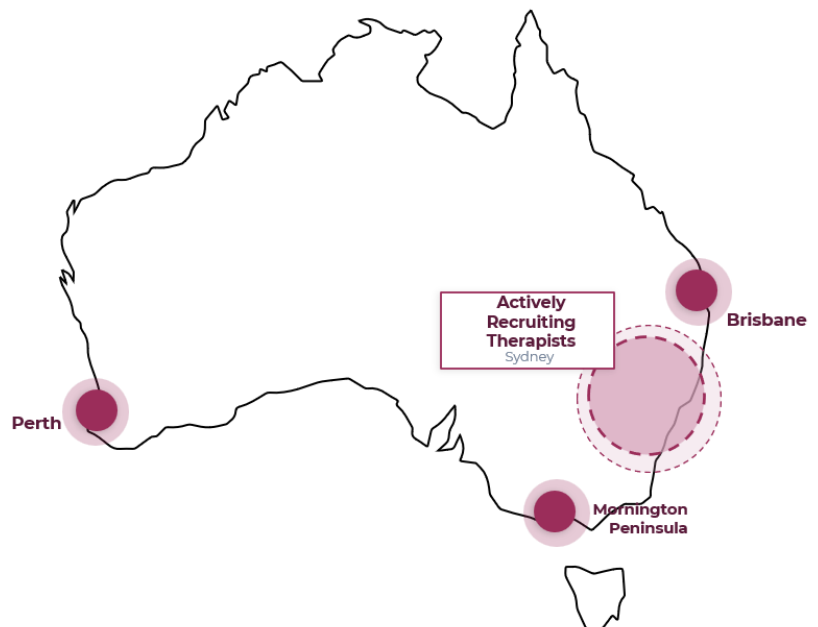 Actively
Recruiting
Therapists
Sydney
Brisbane
Perth
Mornington
Peninsula